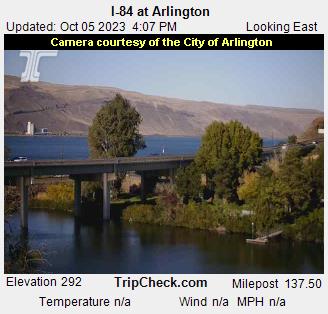 I-84 at Arlington
Updated: Oct 05 2023 4:07 PM Looking East
Camera courtesy of the City of Arlington
Elevation 292 TripCheck.com Milepost 137.50
Temperature n/a Wind n/a MPH n/a